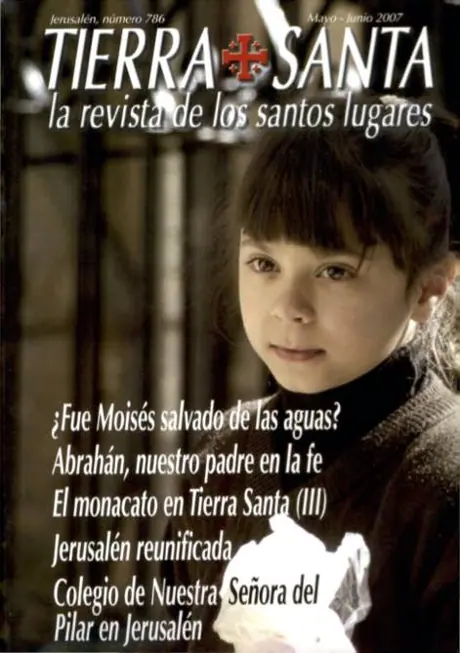 Jerusalén, número 786
Mayo - Junio 2007
TIERRA SANTA
la revista de los santos lugares
¿Fue Moisés salvado de las aguas?
Abrahán, nuestro padre en la fe
El monacato en Tierra Santa (III)
Jerusalén reunificada
Colegio de Nuestra Señora del
Pilar en Jerusalén